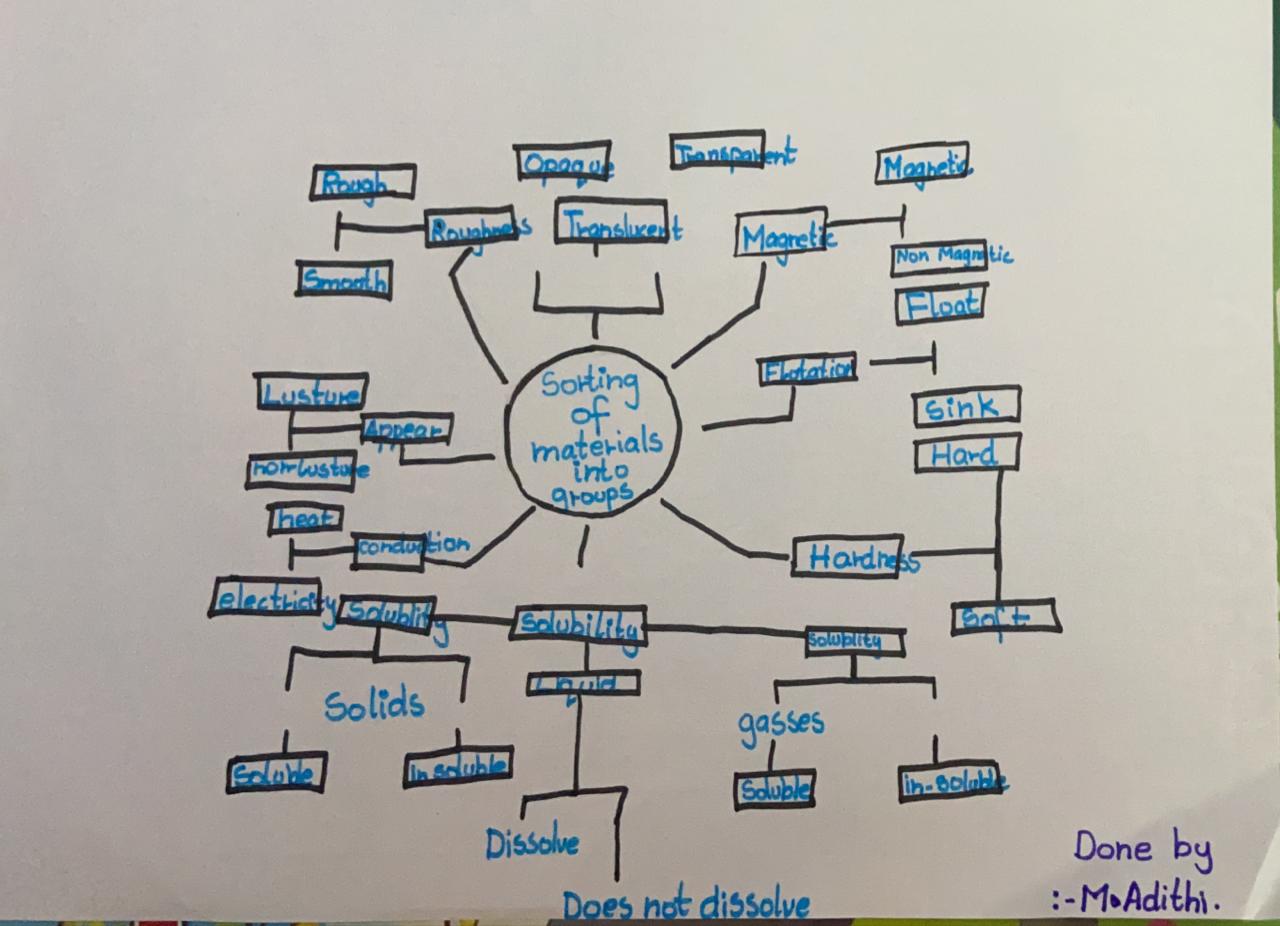 Opaque
Transparent
Magnetic
Rough
Roughness
Translucent
Magnetic
Non Magnetic
Smooth
Float
Flotation
Sorting
of
materials
into
groups
Lusture
Appear
Sink
Hard
non-lusture
heat
conduction
Hardness
electricity
Solublity
Solubility
Soft
Solublity
Liquid
Solids
gasses
Soluble
in soluble
Soluble
in-soluble
Dissolve
Does not dissolve
Done by
:-M.Adithi.